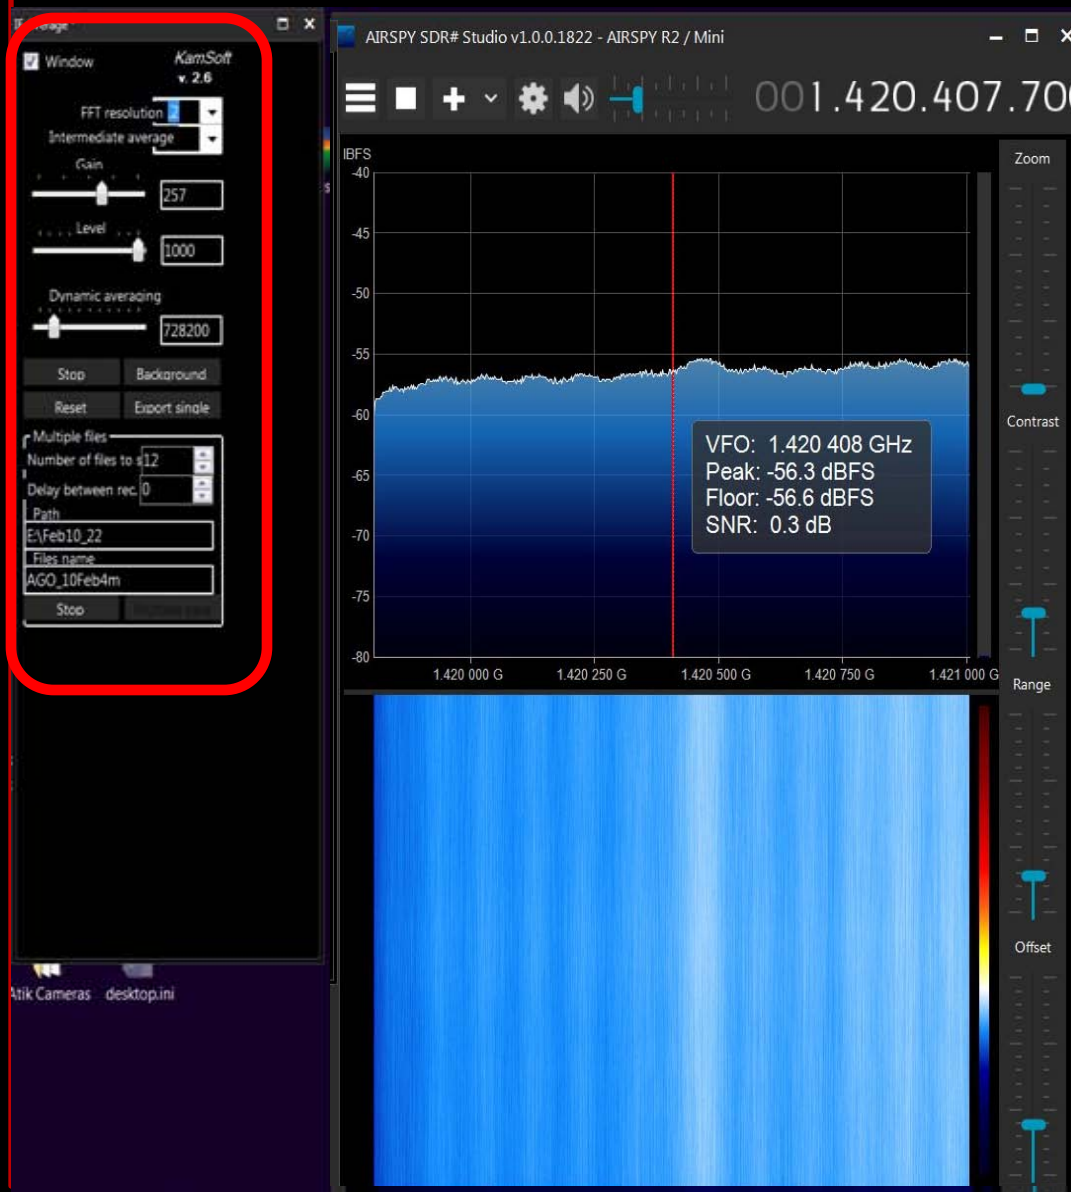 IF average
Window
KamSoft
v. 2.6
FFT resolution 2
Intermediate average
Gain
257
Level
1000
Dynamic averaging
728200
Stop Background
Reset Export single
Multiple files
Number of files to s 12
Delay between rec. 0
Path
E:\Feb10_22
Files name
AGO_10Feb4m
Stop
Atik Cameras desktop.ini
AIRSPY SDR# Studio v1.0.0.1822 - AIRSPY R2 / Mini
001.420.407.700
dBFS
-40
-45
-50
-55
-60
-65
-70
-75
-80
VFO: 1.420 408 GHz
Peak: -56.3 dBFS
Floor: -56.6 dBFS
SNR: 0.3 dB
1.420 000 G 1.420 250 G 1.420 500 G 1.420 750 G 1.421 000 G
Zoom
Contrast
Range
Offset